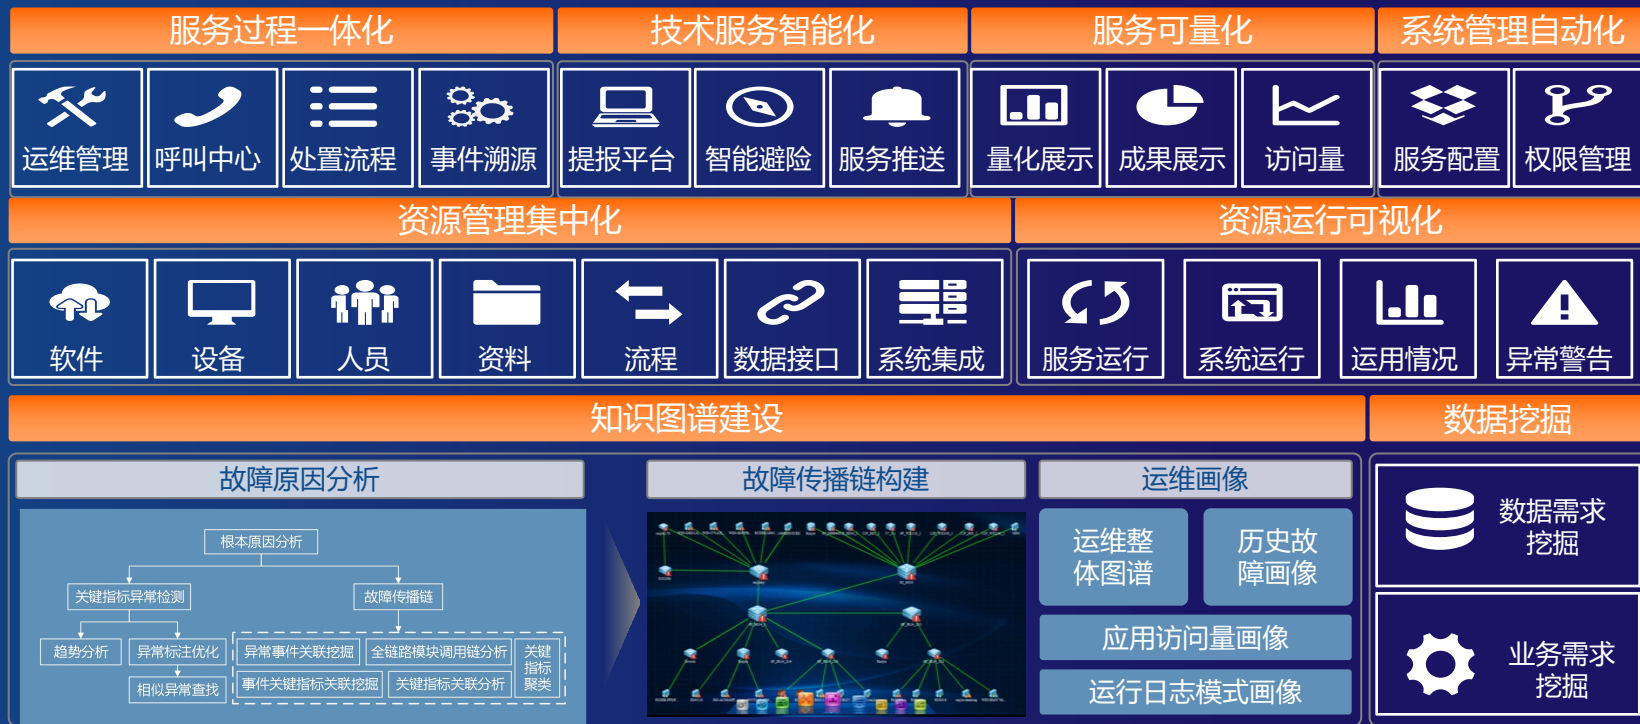 服务过程一体化
技术服务智能化
服务可量化
系统管理自动化
运维管理
呼叫中心
处置流程
事件溯源
提报平台
智能避险
服务推送
量化展示
成果展示
访问量
服务配置
权限管理
资源管理集中化
资源运行可视化
软件
设备
人员
资料
流程
数据接口
系统集成
服务运行
系统运行
运用情况
异常警告
知识图谱建设
数据挖掘
故障原因分析
故障传播链构建
运维画像
根本原因分析
关键指标异常检测
故障传播链
趋势分析
异常标注优化
相似异常查找
异常事件关联挖掘
全链路模块调用链分析
事件关键指标关联挖掘
关键指标关联分析
关键
指标
聚类
运维整
体图谱
历史故
障画像
应用访问量画像
运行日志模式画像
数据需求
挖掘
业务需求
挖掘